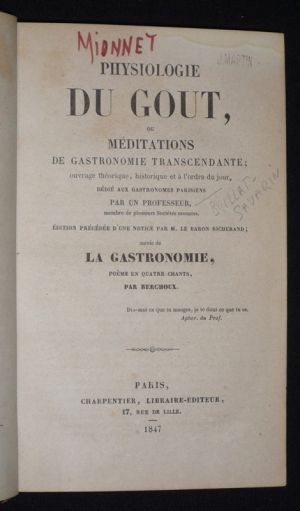 MIONNET
J. MARTIN
PHYSIOLOGIE
DU GOUT,
OU
MÉDITATIONS
DE GASTRONOMIE TRANSCENDANTE;
ouvrage théorique, historique et à l'ordre du jour,
DÉDIÉ AUX GASTRONOMES PARISIENS
PAR UN PROFESSEUR,
membre de plusieurs Sociétés savantes.
BRILLAT-
SAVARIN
ÉDITION PRÉCÉDÉE D'UNE NOTICE PAR M. LE BARON RICHERAND;
suivie de
LA GASTRONOMIE,
POËME EN QUATRE CHANTS,
PAR BERCHOUX.
Dis-moi ce que tu manges, je te dirai ce que tu es.
Aphor. du Prof.
PARIS,
CHARPENTIER, LIBRAIRE-ÉDITEUR,
17, RUE DE LILLE.
1847